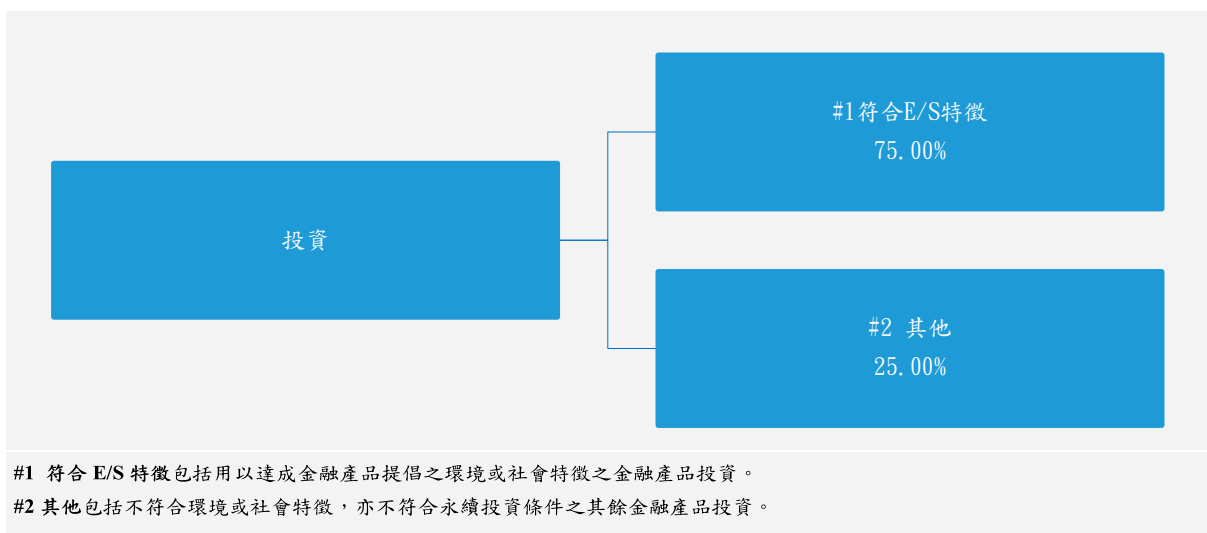 投資
#1符合E/S特徵
75.00%
#2 其他
25.00%
#1 符合 E/S 特徵包括用以達成金融產品提倡之環境或社會特徵之金融產品投資。
#2 其他包括不符合環境或社會特徵，亦不符合永續投資條件之其餘金融產品投資。